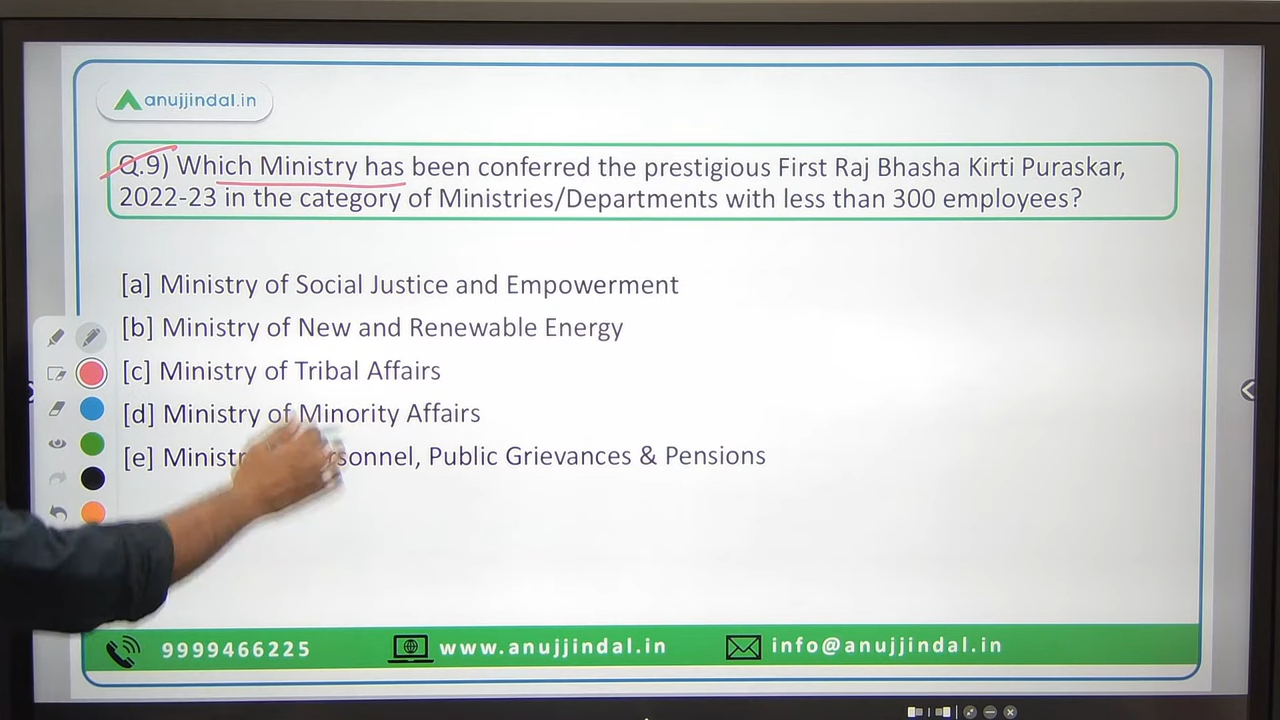 anujjindal.in
Q.9) Which Ministry has been conferred the prestigious First Raj Bhasha Kirti Puraskar,
2022-23 in the category of Ministries/Departments with less than 300 employees?
[a] Ministry of Social Justice and Empowerment
[b] Ministry of New and Renewable Energy
[c] Ministry of Tribal Affairs
[d] Ministry of Minority Affairs
[e] Public Grievances & Pensions
9999466225 www.anujjindal.in info@anujjindal.in